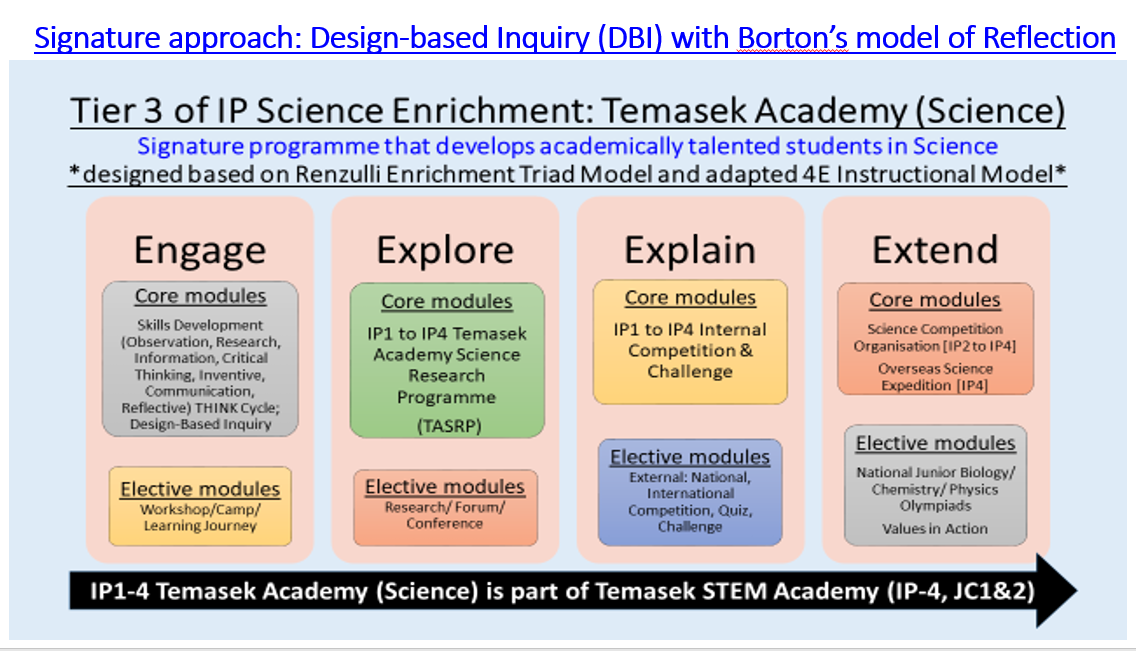 Signature approach: Design-based Inquiry (DBI) with Borton's model of Reflection
Tier 3 of IP Science Enrichment: Temasek Academy (Science)
Signature programme that develops academically talented students in Science
*designed based on Renzulli Enrichment Triad Model and adapted 4E Instructional Model*
Engage
Core modules
Skills Development
(Observation, Research,
Information, Critical
Thinking, Inventive,
Communication,
Reflective) THINK Cycle;
Design-Based Inquiry
Elective modules
Workshop/Camp/
Learning Journey
Explore
Core modules
IP1 to IP4 Temasek
Academy Science
Research
Programme
(TASRP)
Elective modules
Research/ Forum/
Conference
Explain
Core modules
IP1 to IP4 Internal
Competition &
Challenge
Elective modules
External: National,
International
Competition, Quiz,
Challenge
Extend
Core modules
Science Competition
Organisation [IP2 to IP4]
Overseas Science
Expedition [IP4]
Elective modules
National Junior Biology/
Chemistry/ Physics
Olympiads
Values in Action
IP1-4 Temasek Academy (Science) is part of Temasek STEM Academy (IP-4, JC1&2)